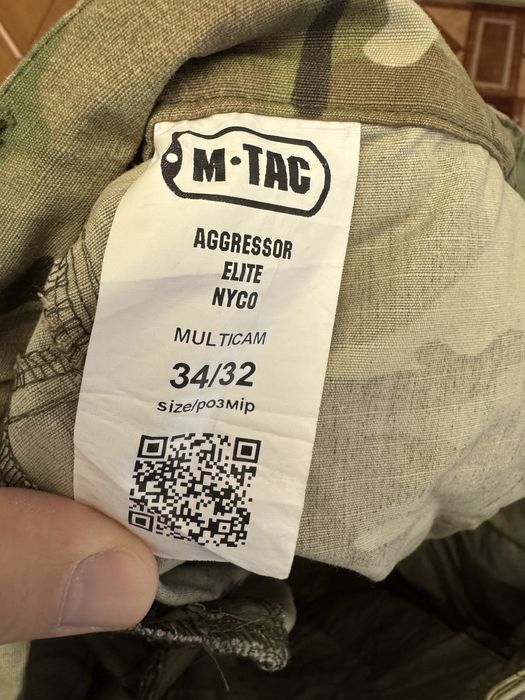 M·TAC
AGGRESSOR
ELITE
NYCO
MULTICAM
34/32
size/розмір